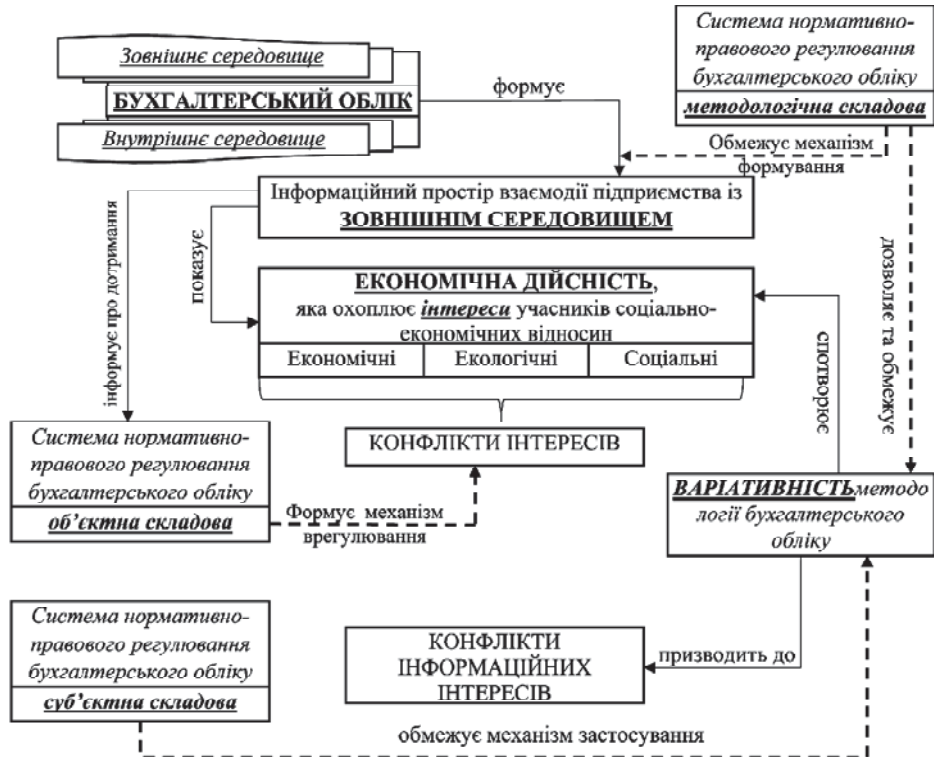 Зовнішнє середовище
БУХГАЛТЕРСЬКИЙ ОБЛІК
Внутрішнє середовище
формує
Система нормативно-
правового регулювання
бухгалтерського обліку
методологічна складова
Обмежує механізм
формування
Інформаційний простір взаємодії підприємства із
ЗОВНІШНІМ СЕРЕДОВИЩЕМ
інформує про дотримання
показує
ЕКОНОМІЧНА ДІЙСНІСТЬ,
яка охоплює інтереси учасників соціально-
економічних відносин
Економічні
Екологічні
Соціальні
спотворює
дозволяє та обмежує
КОНФЛІКТИ ІНТЕРЕСІВ
Система нормативно-
правового регулювання
бухгалтерського обліку
об’єктна складова
Формує механізм
врегулювання
ВАРІАТИВНІСТЬ методо
логії бухгалтерського
обліку
Система нормативно-
правового регулювання
бухгалтерського обліку
суб’єктна складова
КОНФЛІКТИ
ІНФОРМАЦІЙНИХ
ІНТЕРЕСІВ
призводить до
обмежує механізм застосування